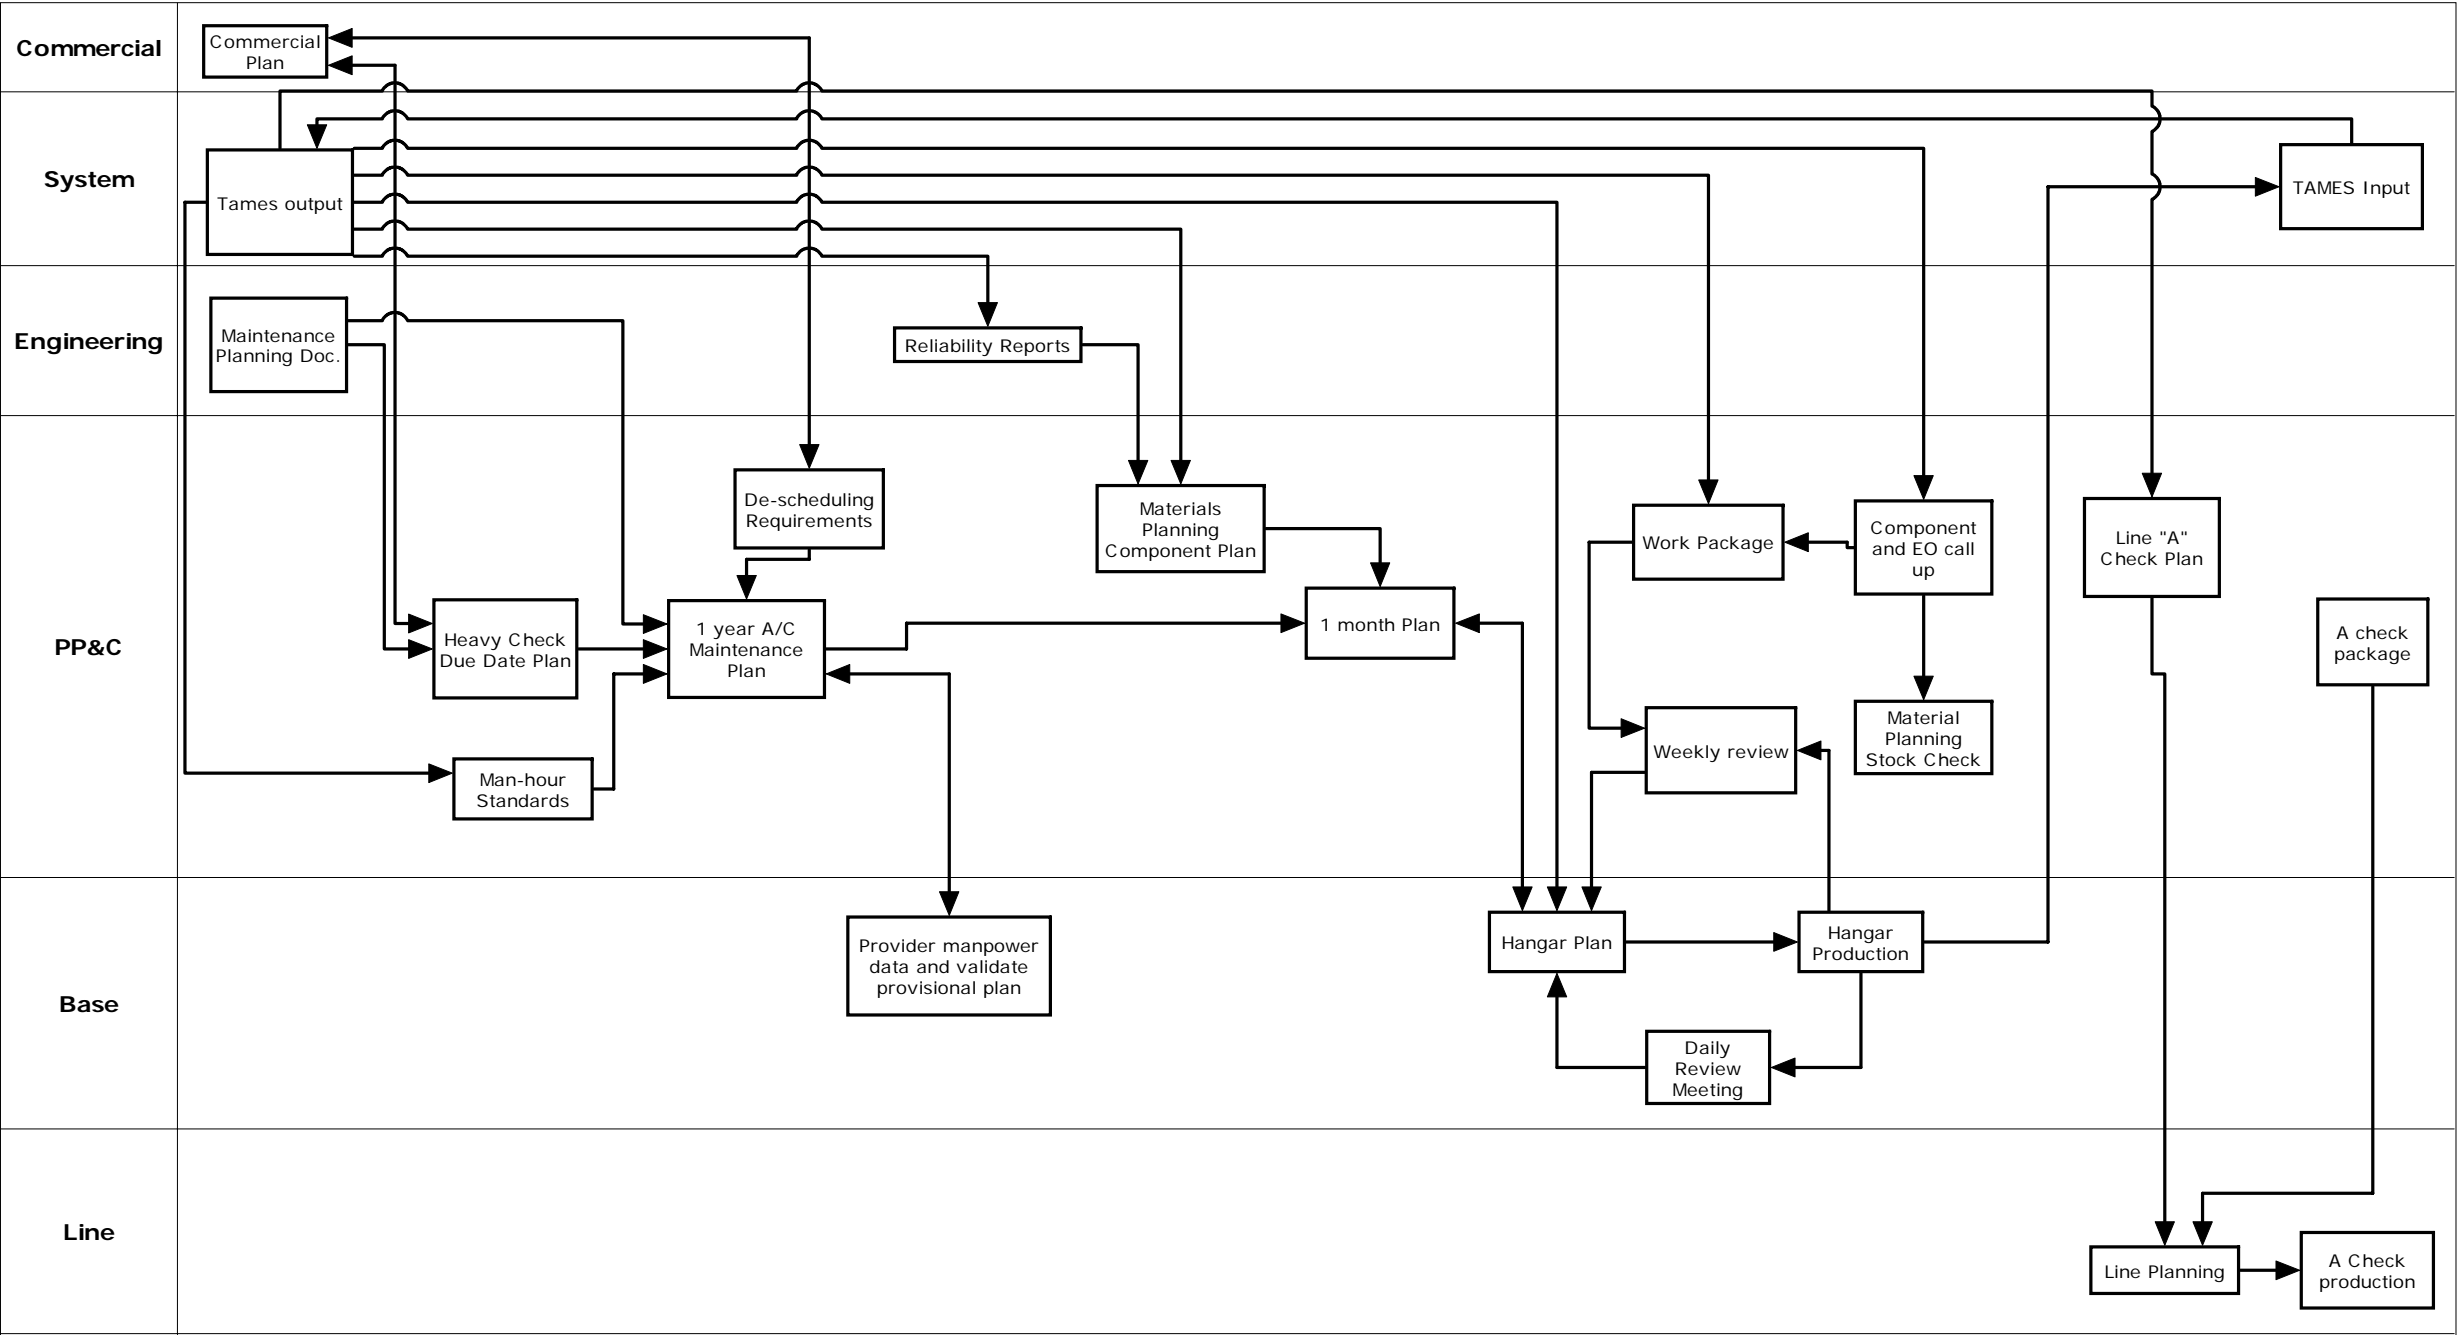 Commercial
Commercial
Plan
System
Tames output
TAMES Input
Engineering
Maintenance
Planning Doc.
Reliability Reports
PP&C
De-scheduling
Requirements
Materials
Planning
Component Plan
Work Package
Component
and EO call
up
Line "A"
Check Plan
Heavy Check
Due Date Plan
1 year A/C
Maintenance
Plan
1 month Plan
A check
package
Man-hour
Standards
Weekly review
Material
Planning
Stock Check
Base
Provider manpower
data and validate
provisional plan
Hangar Plan
Hangar
Production
Daily
Review
Meeting
Line
Line Planning
A Check
production